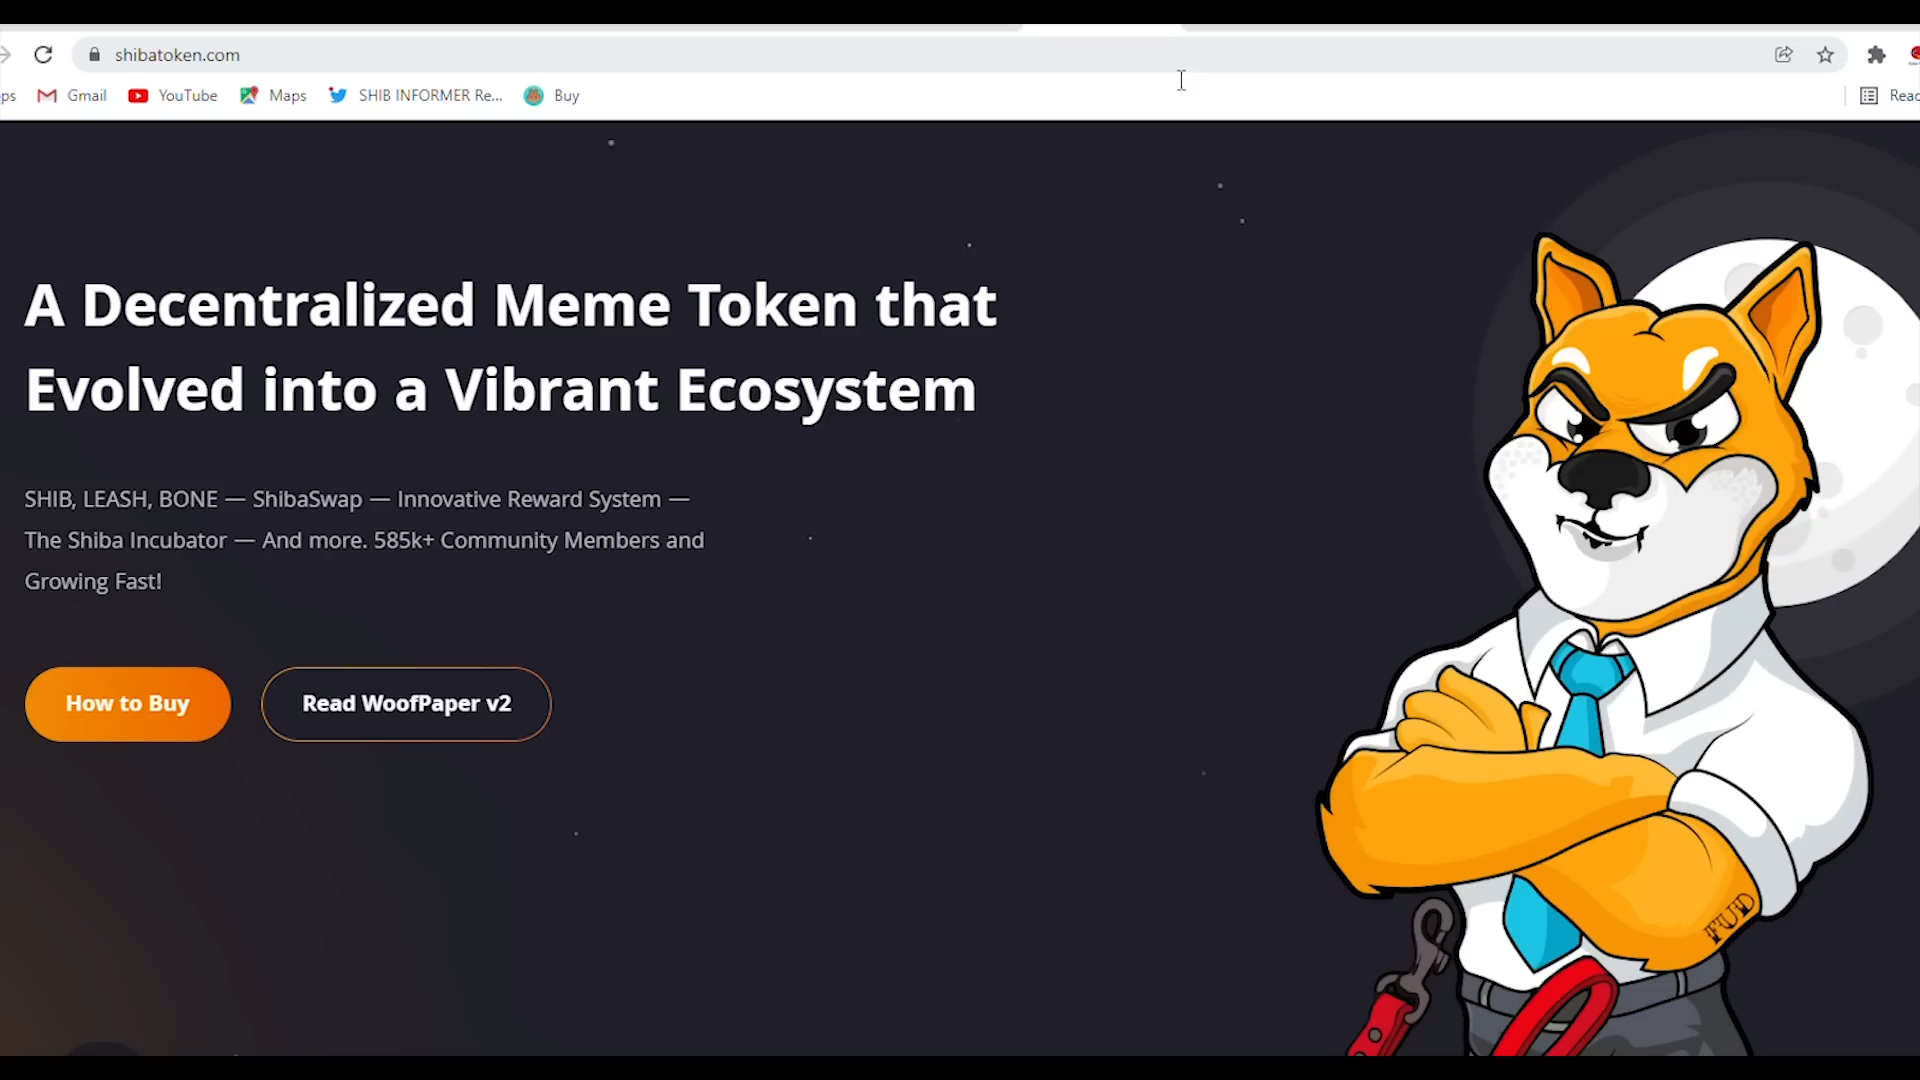 shibatoken.com
ps Gmail YouTube Maps SHIB INFORMER Re... Buy Reac
A Decentralized Meme Token that
Evolved into a Vibrant Ecosystem
SHIB, LEASH, BONE — ShibaSwap — Innovative Reward System —
The Shiba Incubator — And more. 585k+ Community Members and
Growing Fast!
How to Buy Read WoofPaper v2
FUD